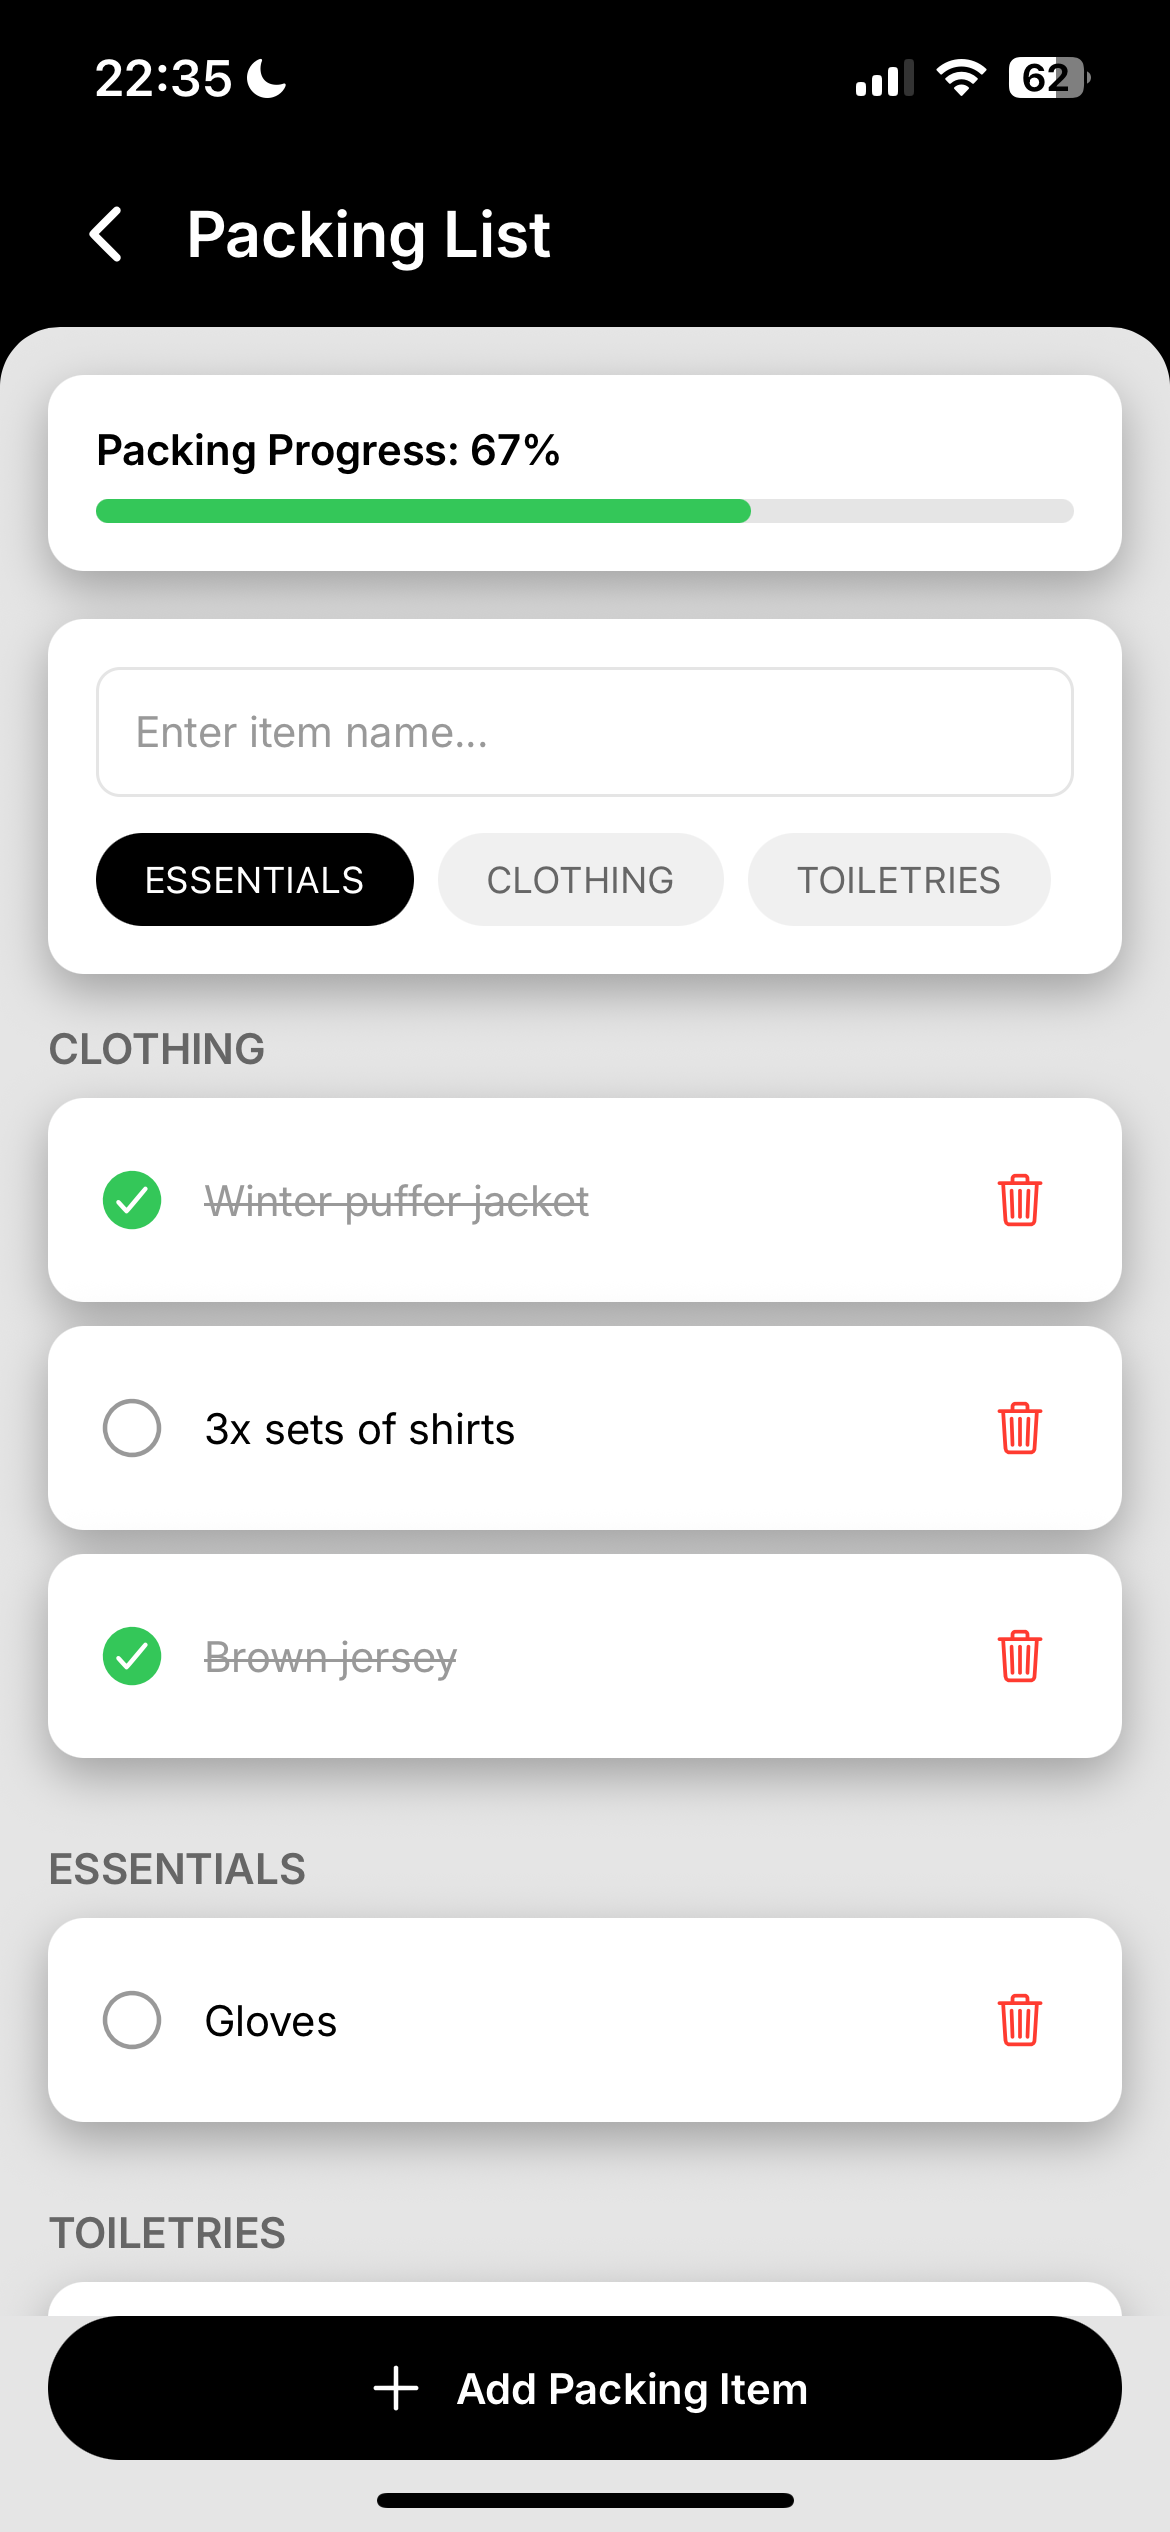 22:35
62
Packing List
Packing Progress: 67%
Enter item name...
ESSENTIALS
CLOTHING
TOILETRIES
CLOTHING
Winter puffer jacket
3x sets of shirts
Brown jersey
ESSENTIALS
Gloves
TOILETRIES
Add Packing Item